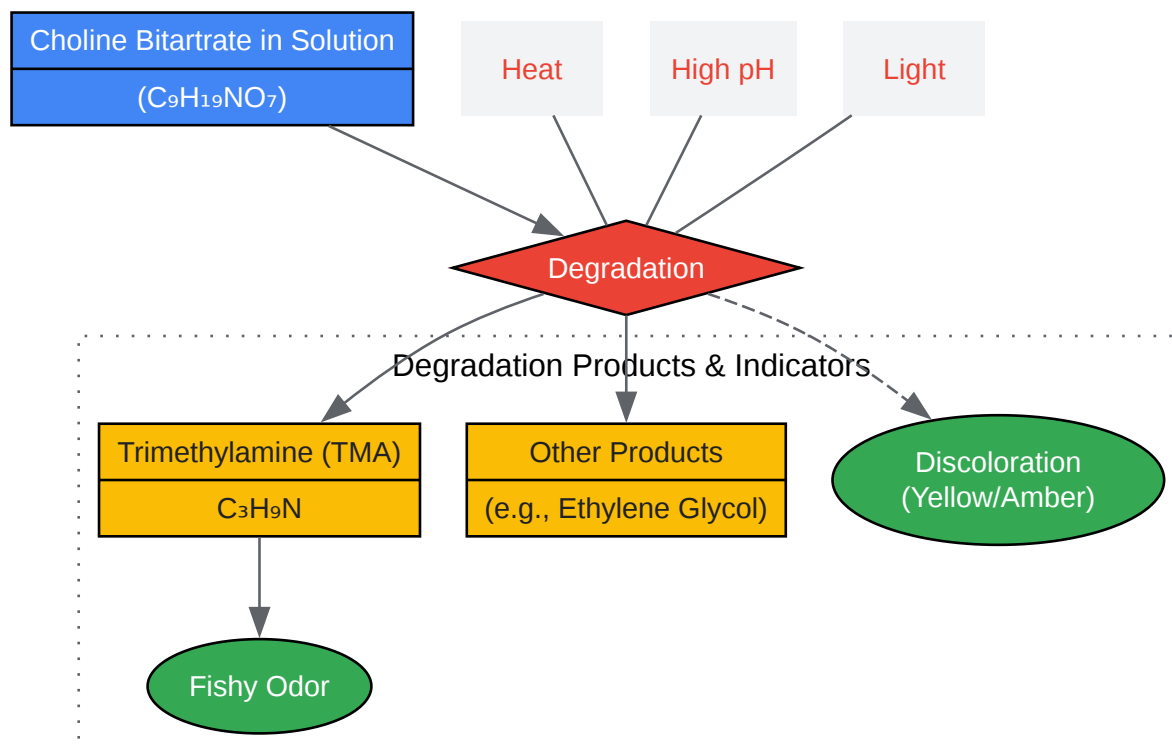 Choline Bitartrate in Solution
(C₉H₁₉NO₇)
Heat
High pH
Light
Degradation
Degradation Products & Indicators
Trimethylamine (TMA)
C₃H₉N
Other Products
(e.g., Ethylene Glycol)
Discoloration
(Yellow/Amber)
Fishy Odor